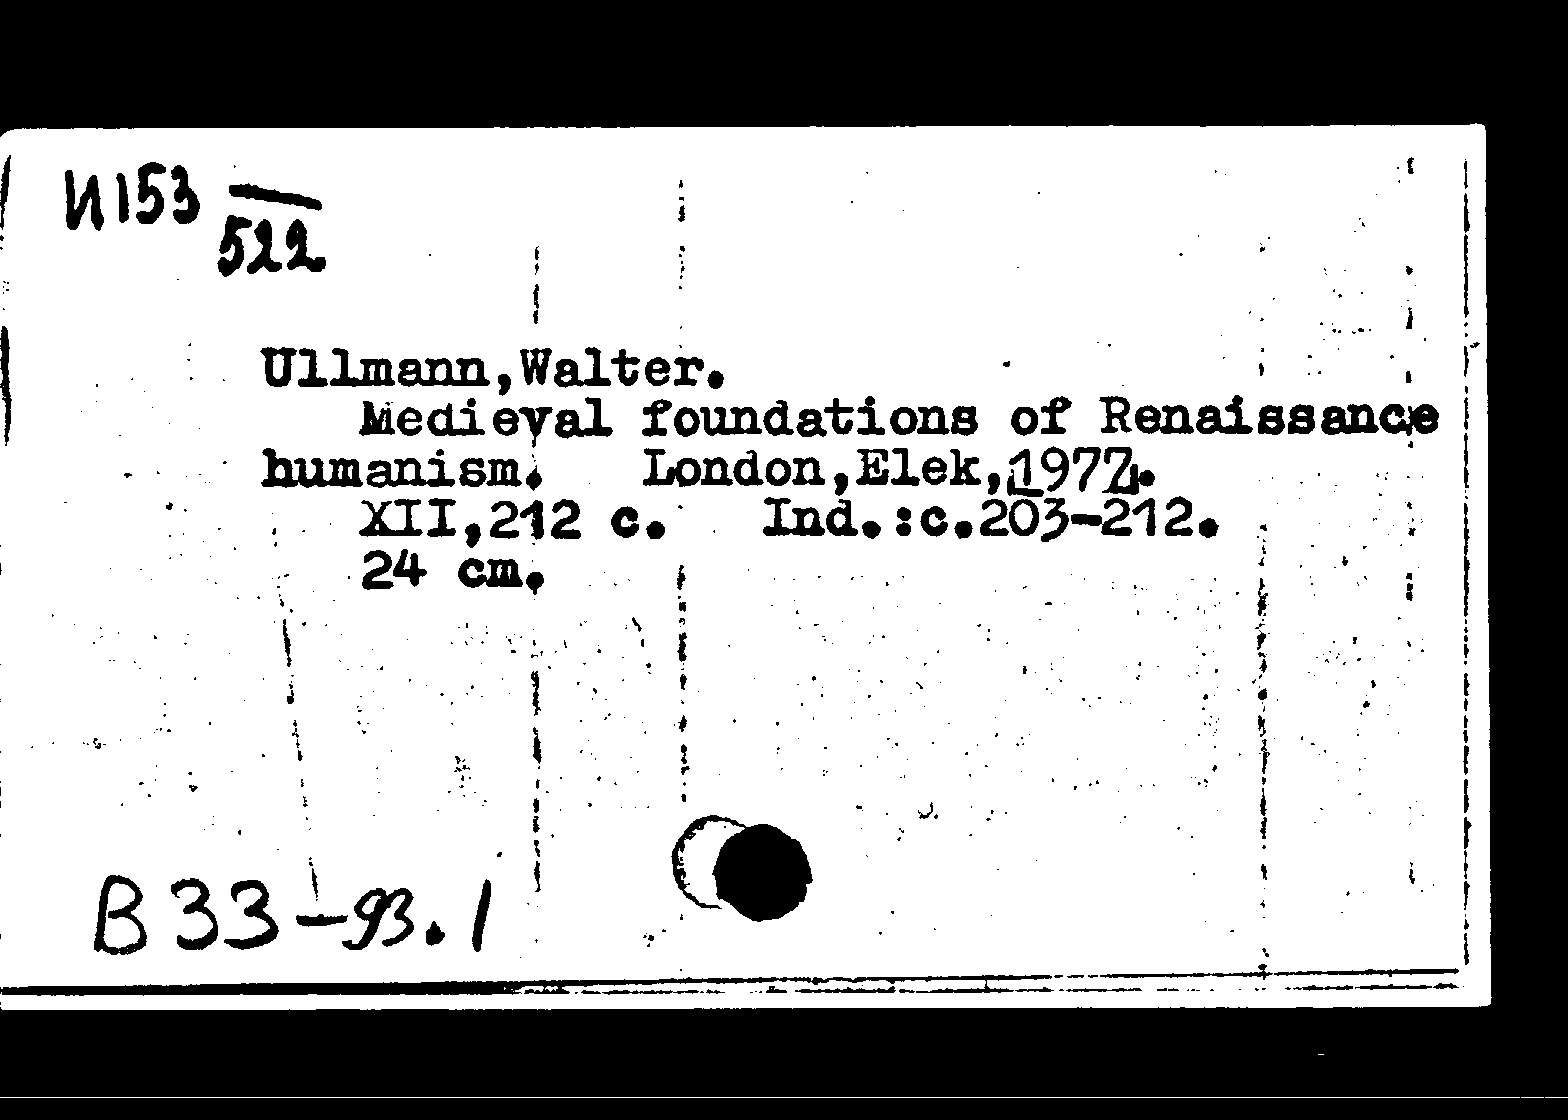 И153
522
Ullmann,Walter.
Medieval foundations of Renaissance
humanism. London,Elek,1977.
XII,212 c. Ind.:c.203-212.
24 cm.
B33-93.1